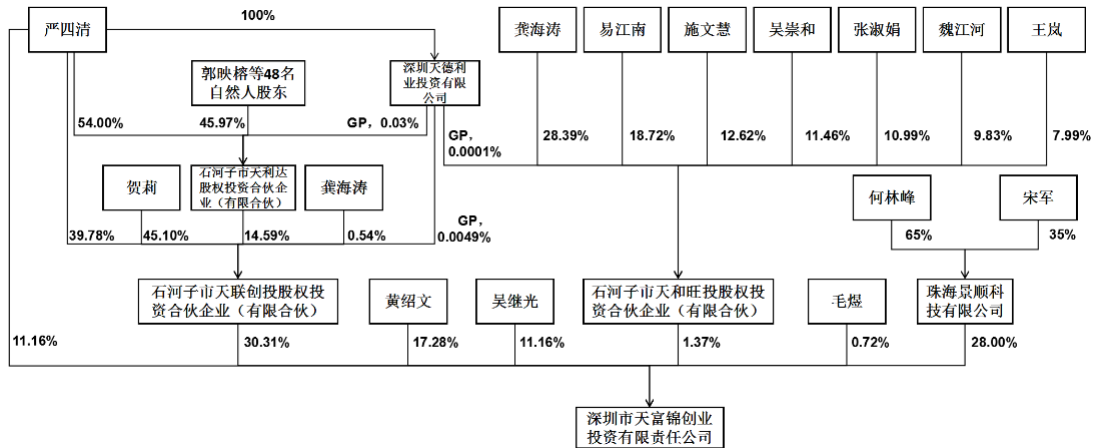 100%
严四清
龚海涛
易江南
施文慧
吴崇和
张淑娟
魏江河
王岚
郭映榕等48名
自然人股东
深圳天德利
业投资有限
公司
54.00%
45.97%
GP，0.03%
GP，
0.0001%
28.39%
18.72%
12.62%
11.46%
10.99%
9.83%
7.99%
贺莉
石河子市天利达
股权投资合伙企
业（有限合伙）
龚海涛
何林峰
宋军
39.78%
45.10%
14.59%
0.54%
GP，
0.0049%
65%
35%
石河子市天联创投股权投
资合伙企业（有限合伙）
黄绍文
吴继光
石河子市天和旺投股权投
资合伙企业（有限合伙）
毛煜
珠海景顺科
技有限公司
11.16%
30.31%
17.28%
11.16%
1.37%
0.72%
28.00%
深圳市天富锦创业
投资有限责任公司